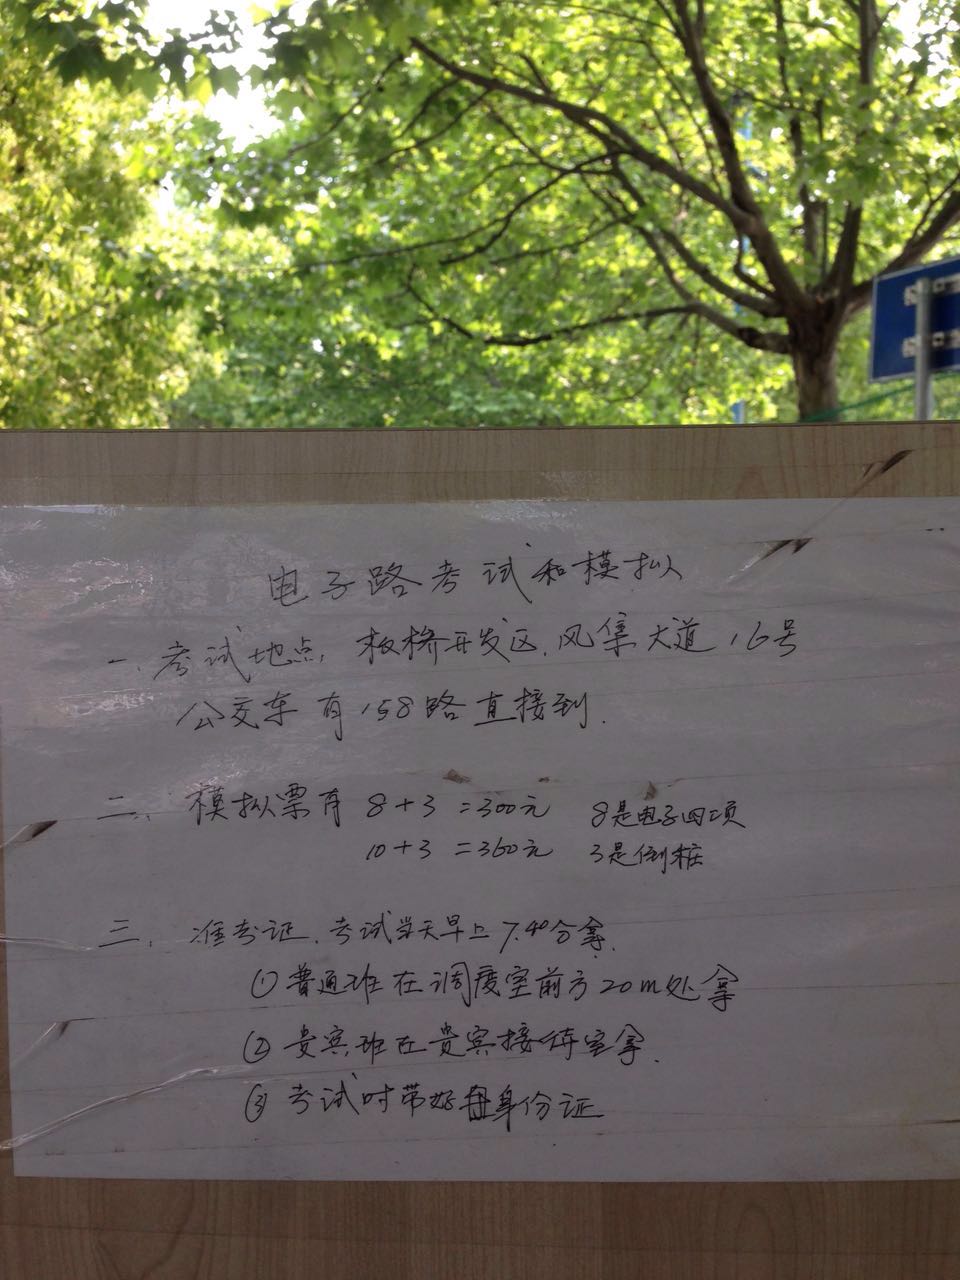 电子路考试和模拟
一、考试地点, 板桥开发区.风集大道16号
公交车有158路直接到.
二、模拟票有 8+3 =300元 8是电子四项
10+3 =360元 3是倒桩
三、准考证、考试当天早上7.40分拿.
①普通班在调度室前方20m处拿
②贵宾班在贵宾接待室拿.
③考试时带好身份证